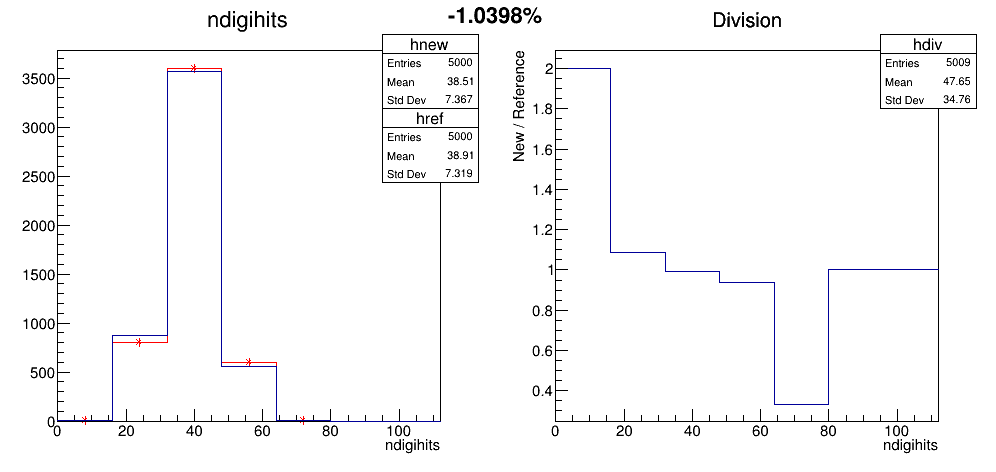 -1.0398%
ndigihits
hnew
Entries 5000
Mean 38.51
Std Dev 7.367
href
Entries 5000
Mean 38.91
Std Dev 7.319
3500
3000
2500
2000
1500
1000
500
0
0 20 40 60 80 100
ndigihits
Division
hdiv
Entries 5009
Mean 47.65
Std Dev 34.76
New / Reference
2
1.8
1.6
1.4
1.2
1
0.8
0.6
0.4
0 20 40 60 80 100
ndigihits